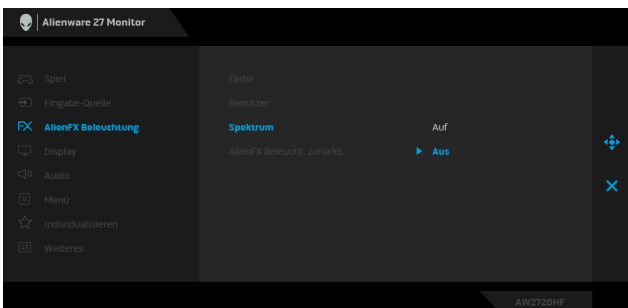 Alienware 27 Monitor
Spiel
Eingabe-Quelle
AlienFX Beleuchtung
Display
Audio
Menü
Individualisieren
Weiteres
Farbe
Benutzer
Spektrum
Auf
AlienFX Beleucht. zurücks.
Aus
AW2720HF